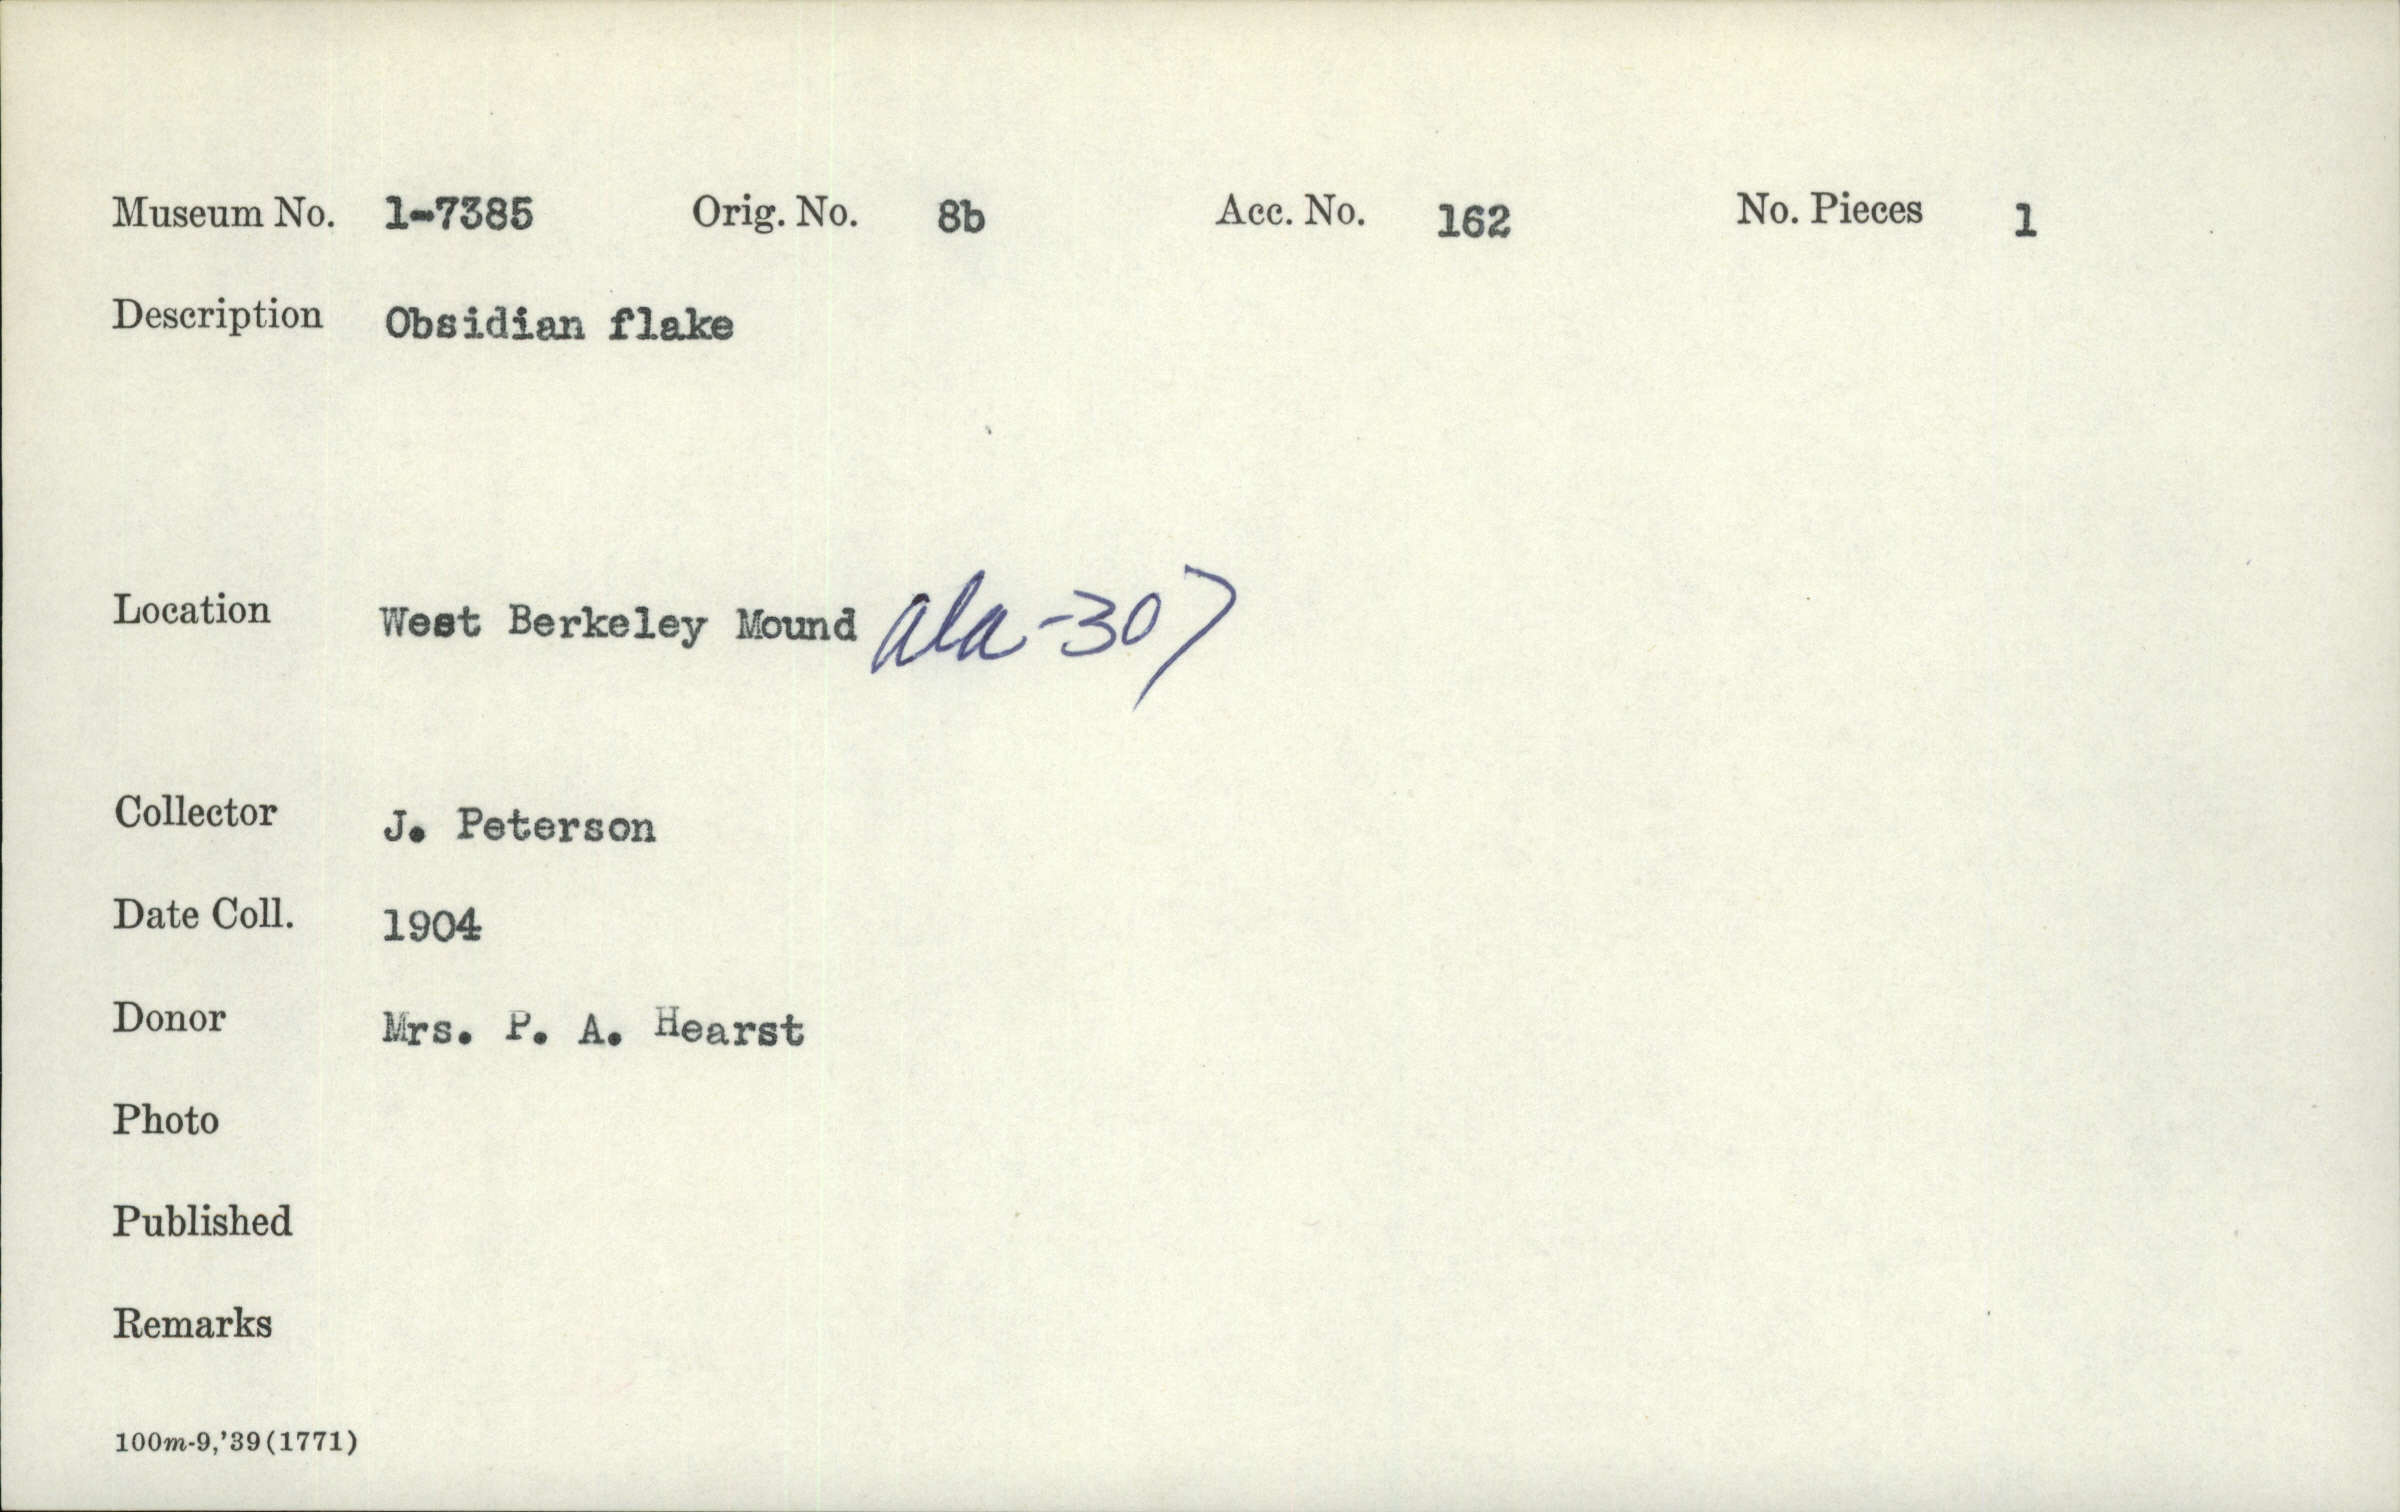 Museum No. 1-7385 Orig. No. 8b Acc. No. 162 No. Pieces 1
Description Obsidian flake
Location West Berkeley Mound Ala-307
Collector J. Peterson
Date Coll. 1904
Donor Mrs. P. A. Hearst
Photo
Published
Remarks
100m-9,'39(1771)